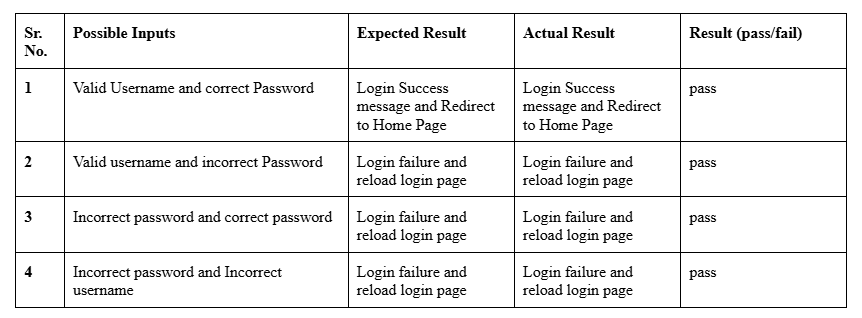 Sr. No. Possible Inputs Expected Result Actual Result Result (pass/fail)
1 Valid Username and correct Password Login Success message and Redirect to Home Page Login Success message and Redirect to Home Page pass
2 Valid username and incorrect Password Login failure and reload login page Login failure and reload login page pass
3 Incorrect password and correct password Login failure and reload login page Login failure and reload login page pass
4 Incorrect password and Incorrect username Login failure and reload login page Login failure and reload login page pass